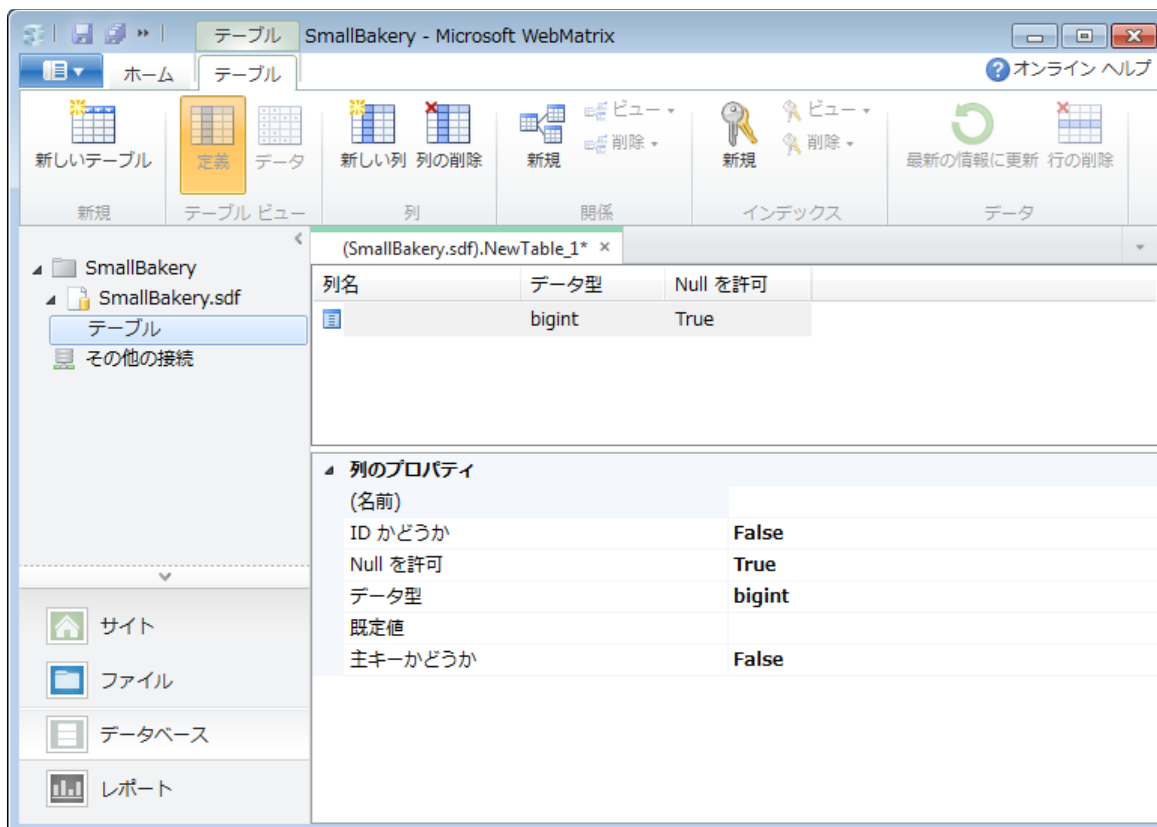 テーブル SmallBakery - Microsoft WebMatrix
ホーム テーブル オンライン ヘルプ
新しいテーブル 定義 データ 新しい列 列の削除 新規 ビュー 削除 新規 ビュー 削除 最新の情報に更新 行の削除
新規 テーブル ビュー 列 関係 インデックス データ
(SmallBakery.sdf).NewTable_1* ×
SmallBakery
SmallBakery.sdf
テーブル
その他の接続
列名 データ型 Null を許可
bigint True
列のプロパティ
(名前)
ID かどうか False
Null を許可 True
データ型 bigint
既定値
主キーかどうか False
サイト
ファイル
データベース
レポート